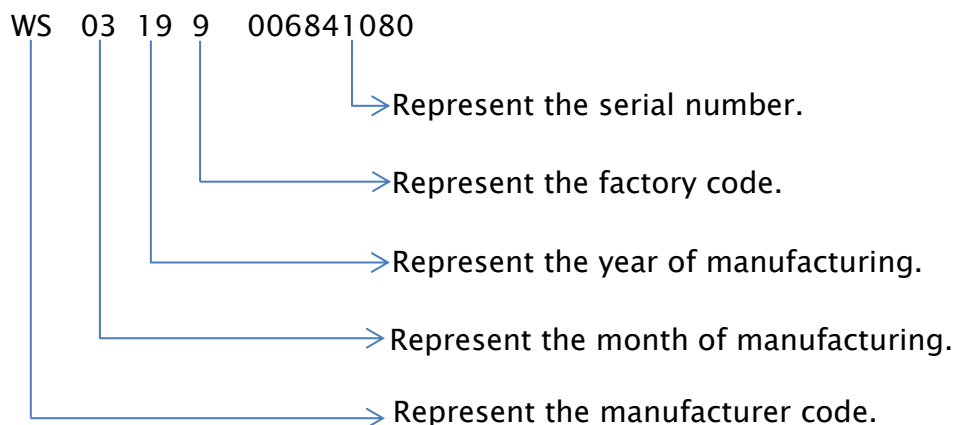 WS 03 19 9 006841080
Represent the serial number.
Represent the factory code.
Represent the year of manufacturing.
Represent the month of manufacturing.
Represent the manufacturer code.